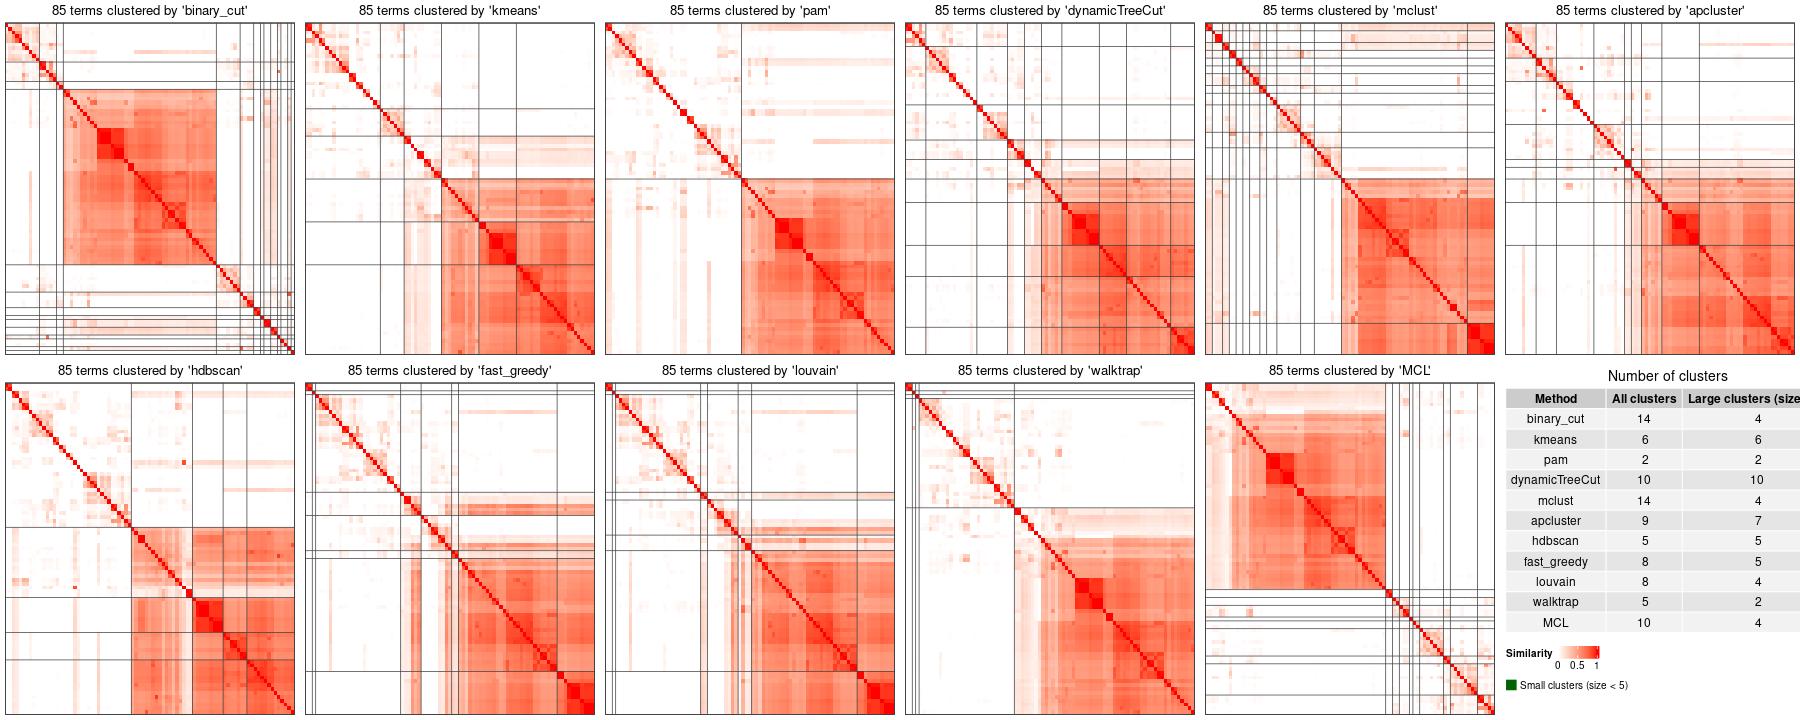 85 terms clustered by 'binary_cut'
85 terms clustered by 'kmeans'
85 terms clustered by 'pam'
85 terms clustered by 'dynamicTreeCut'
85 terms clustered by 'mclust'
85 terms clustered by 'apcluster'
85 terms clustered by 'hdbscan'
85 terms clustered by 'fast_greedy'
85 terms clustered by 'louvain'
85 terms clustered by 'walktrap'
85 terms clustered by 'MCL'
Number of clusters
Method All clusters Large clusters (size
binary_cut 14 4
kmeans 6 6
pam 2 2
dynamicTreeCut 10 10
mclust 14 4
apcluster 9 7
hdbscan 5 5
fast_greedy 8 5
louvain 8 4
walktrap 5 2
MCL 10 4
Similarity
0 0.5 1
Small clusters (size < 5)